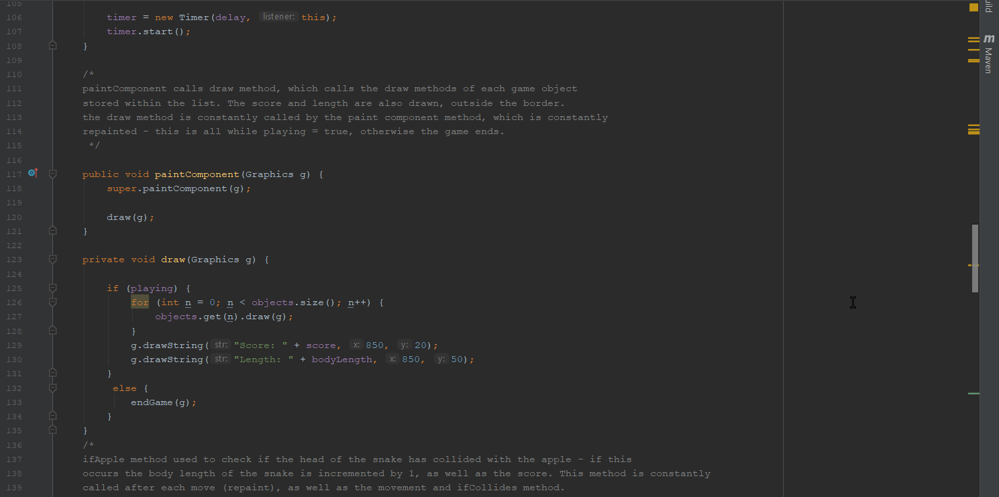 105
106 timer = new Timer(delay, listener: this);
107 timer.start();
108 }
109
110 /*
111 paintComponent calls draw method, which calls the draw methods of each game object
112 stored within the list. The score and length are also drawn, outside the border.
113 the draw method is constantly called by the paint component method, which is constantly
114 repainted - this is all while playing = true, otherwise the game ends.
115 */
116
117 public void paintComponent(Graphics g) {
118 super.paintComponent(g);
119
120 draw(g);
121 }
122
123 private void draw(Graphics g) {
124
125 if (playing) {
126 for (int n = 0; n < objects.size(); n++) {
127 objects.get(n).draw(g);
128 }
129 g.drawString( str: "Score: " + score, x: 850, y: 20);
130 g.drawString( str: "Length: " + bodyLength, x: 850, y: 50);
131 }
132 else {
133 endGame(g);
134 }
135 }
136 /*
137 ifApple method used to check if the head of the snake has collided with the apple - if this
138 occurs the body length of the snake is incremented by 1, as well as the score. This method is constantly
139 called after each move (repaint), as well as the movement and ifCollides method.
m Maven